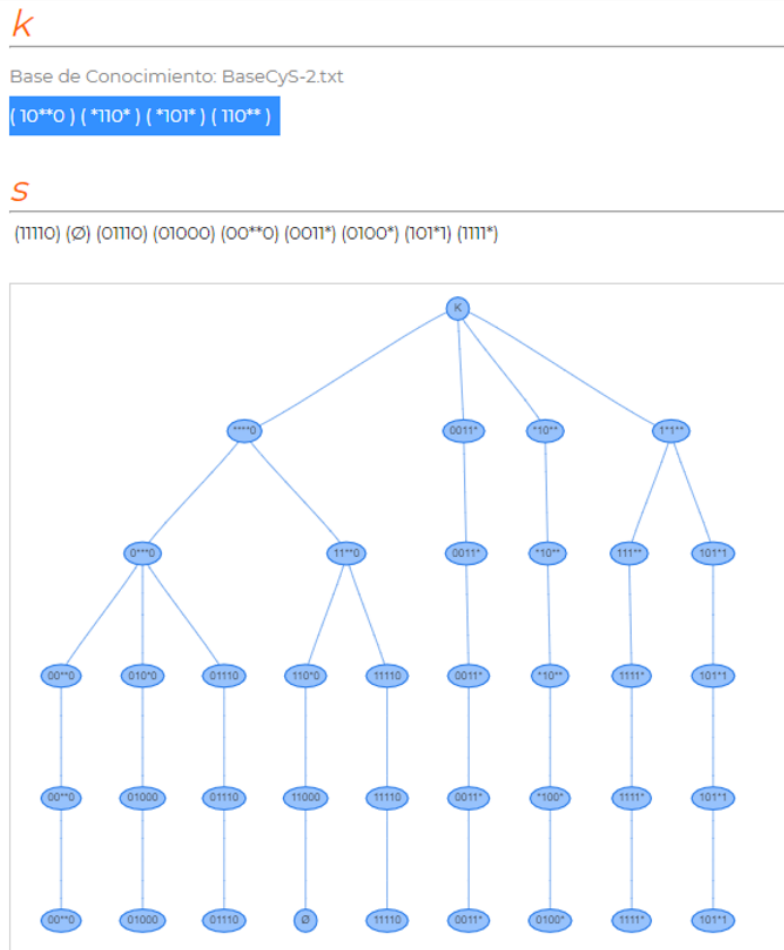 k
Base de Conocimiento: BaseCyS-2.txt
( 10**0 ) ( *110* ) ( *101* ) ( 110** )
S
(11110) (Ø) (01110) (01000) (00**0) (0011*) (0100*) (101*1) (1111*)
K
****0 0011* *10** 1*1**
0***0 11**0 0011* *10** 111** 101*1
00**0 010*0 01110 110*0 11110 0011* *10** 1111* 101*1
00**0 01000 01110 11000 11110 0011* *100* 1111* 101*1
00**0 01000 01110 Ø 11110 0011* 0100* 1111* 101*1